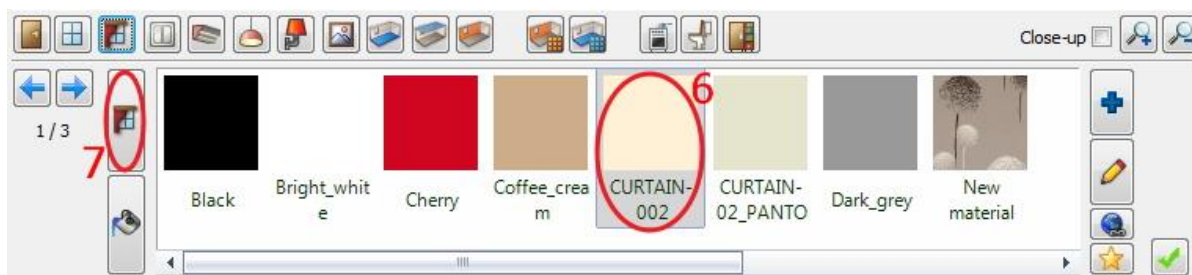 Close-up
1 / 3
7
6
Black
Bright_whit
e
Cherry
Coffee_crea
m
CURTAIN-
002
CURTAIN-
02_PANTO
Dark_grey
New
material